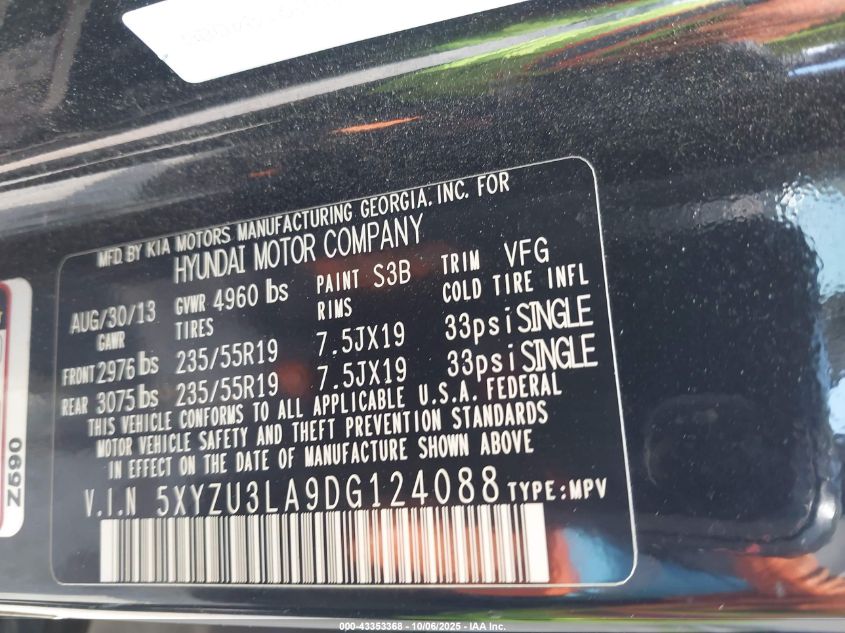 MFD. BY KIA MOTORS MANUFACTURING GEORGIA, INC. FOR
HYUNDAI MOTOR COMPANY
AUG/30/13 GVWR 4960 lbs PAINT S3B TRIM VFG
GAWR TIRES RIMS COLD TIRE INFL
FRONT 2976 lbs 235/55R19 7.5JX19 33psi SINGLE
REAR 3075 lbs 235/55R19 7.5JX19 33psi SINGLE
THIS VEHICLE CONFORMS TO ALL APPLICABLE U.S.A. FEDERAL
MOTOR VEHICLE SAFETY AND THEFT PREVENTION STANDARDS
IN EFFECT ON THE DATE OF MANUFACTURE SHOWN ABOVE
V.I.N 5XYZU3LA9DG124088 TYPE:MPV
Z590
000-43353368 - 10/06/2025 - IAA Inc.